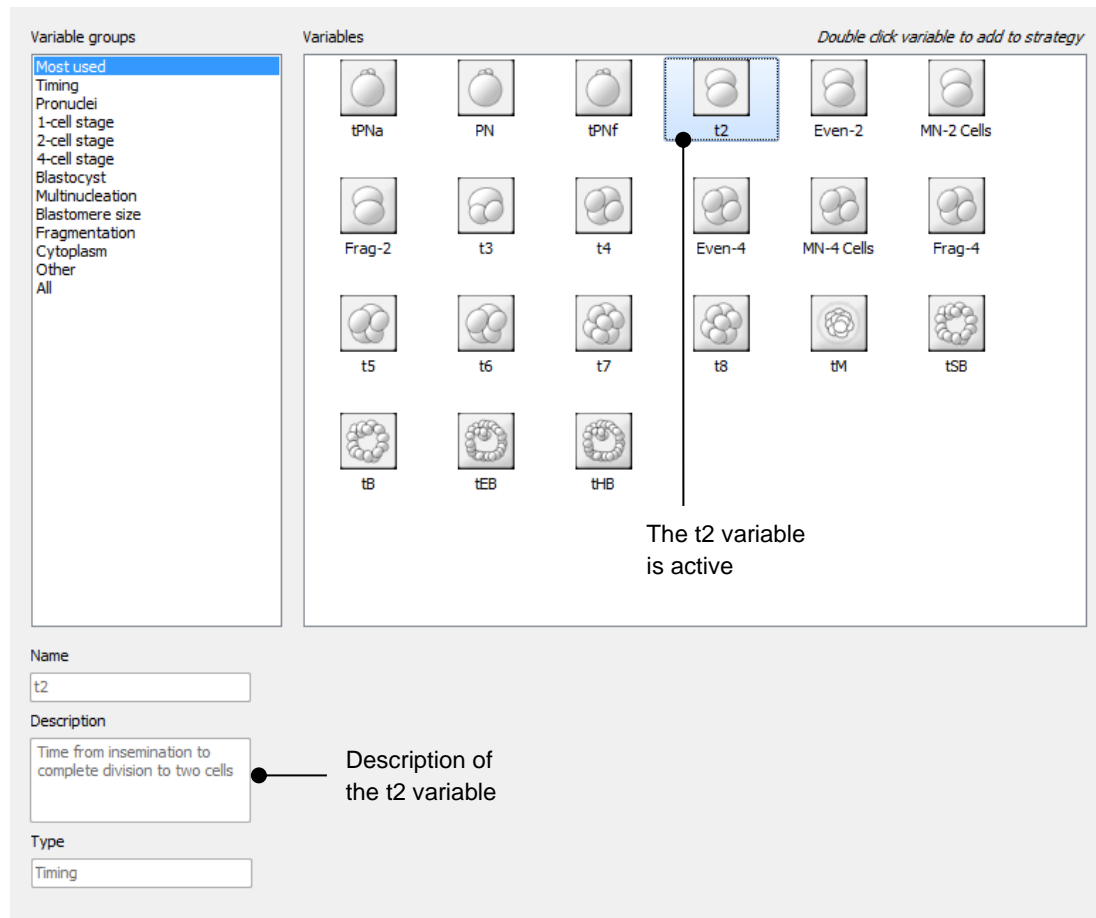 Variable groups
Variables
Double click variable to add to strategy
Most used
Timing
Pronuclei
1-cell stage
2-cell stage
4-cell stage
Blastocyst
Multinucleation
Blastomere size
Fragmentation
Cytoplasm
Other
All
tPNa PN tPNf t2 Even-2 MN-2 Cells
Frag-2 t3 t4 Even-4 MN-4 Cells Frag-4
t5 t6 t7 t8 tM tSB
tB tEB tHB
The t2 variable
is active
Name
t2
Description
Time from insemination to
complete division to two cells
Description of
the t2 variable
Type
Timing